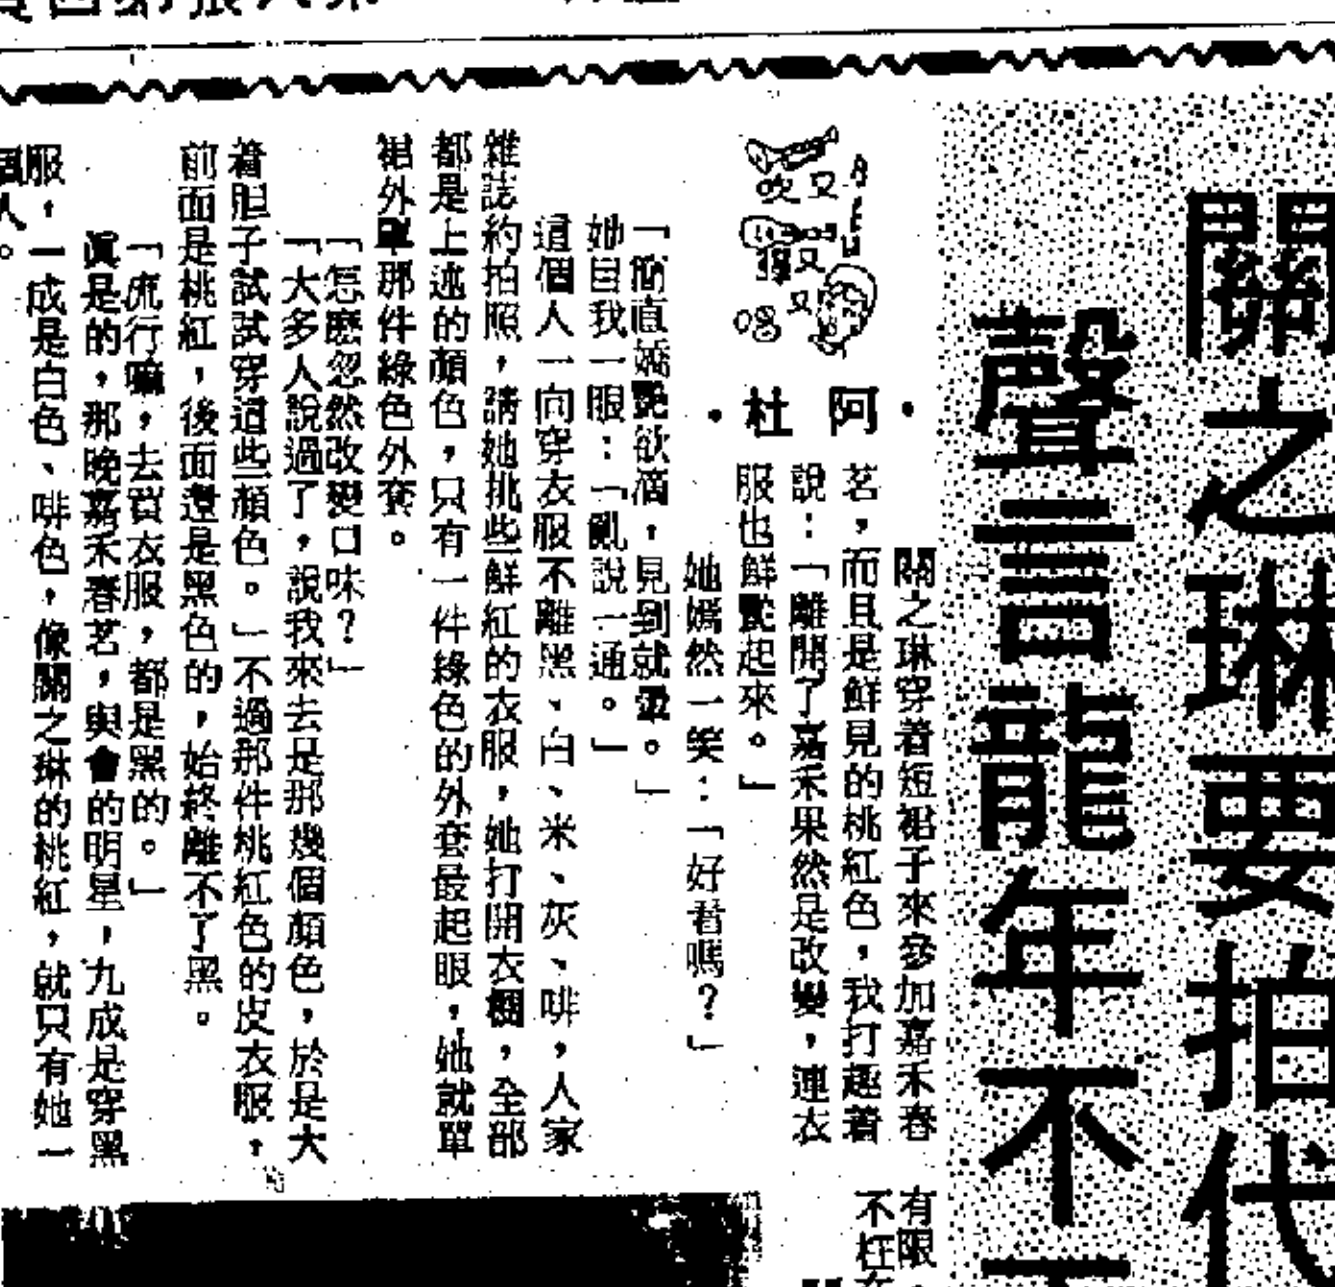 關之琳要拍代
聲言龍年不
又吹
又彈
又唱
・阿杜・
關之琳穿着短裙子來參加嘉禾春
茗，而且是鮮見的桃紅色，我打趣着
說：「離開了嘉禾果然是改變，連衣
服也鮮艷起來。」
她嫣然一笑：「好看嗎？」
「簡直嬌艷欲滴，見到就暈。」
她白我一眼：「亂說一通。」
這個人一向穿衣服不離黑、白、米、灰、啡，人家
雜誌約拍照，請她挑些鮮紅的衣服，她打開衣櫃，全部
都是上述的顏色，只有一件綠色的外套最起眼，她就單
裙外罩那件綠色外套。
「怎麼忽然改變口味？」
「大多人說過了，說我來去是那幾個顏色，於是大
着胆子試試穿這些顏色。」不過那件桃紅色的皮衣服，
前面是桃紅，後面還是黑色的，始終離不了黑。
「流行嘛，去買衣服，都是黑的。」
眞是的，那晚嘉禾春茗，與會的明星，九成是穿黑
服，一成是白色、啡色，像關之琳的桃紅，就只有她一
個人。
有限
不枉